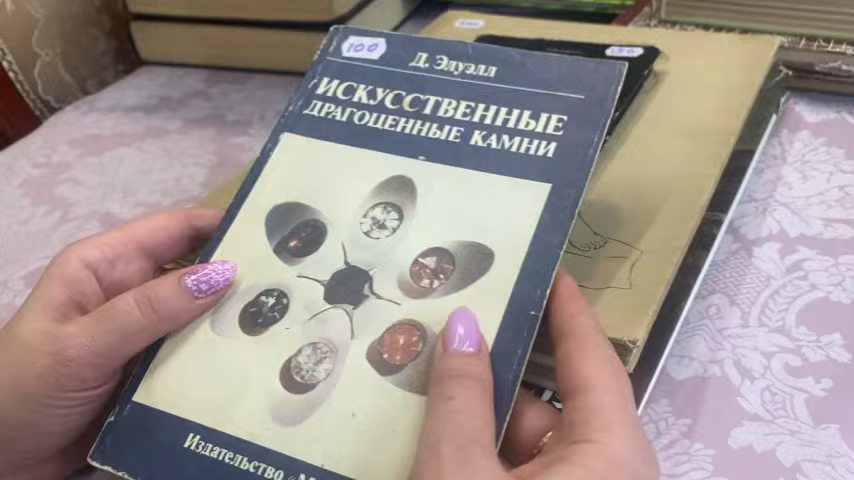 100
Д. Элуэлл
ИСКУССТВЕННЫЕ
ДРАГОЦЕННЫЕ КАМНИ
Издательство